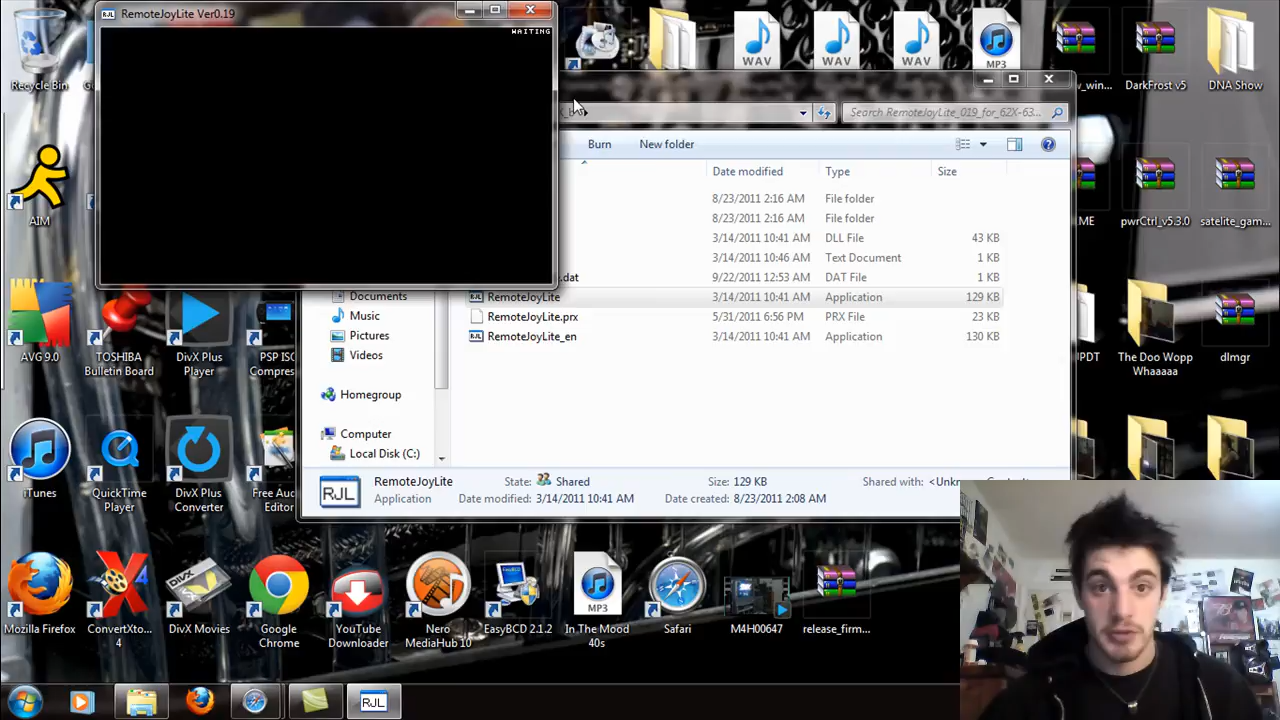 RemoteJoyLite Ver0.19
WAITING
Recycle Bin
WAV
WAV
WAV
MP3
DarkFrost v5
DNA Show
Search RemoteJoyLite_019_for_62X-63...
Burn
New folder
Date modified
Type
Size
8/23/2011 2:16 AM
File folder
8/23/2011 2:16 AM
File folder
3/14/2011 10:41 AM
DLL File
43 KB
3/14/2011 10:46 AM
Text Document
1 KB
.dat
9/22/2011 12:53 AM
DAT File
1 KB
RemoteJoyLite
3/14/2011 10:41 AM
Application
129 KB
RemoteJoyLite.prx
5/31/2011 6:56 PM
PRX File
23 KB
RemoteJoyLite_en
3/14/2011 10:41 AM
Application
130 KB
Documents
Music
Pictures
Videos
Homegroup
Computer
Local Disk (C:)
RJL
RemoteJoyLite
Application
State:
Shared
Date modified: 3/14/2011 10:41 AM
Size: 129 KB
Date created: 8/23/2011 2:08 AM
Shared with: <Unkn
AIM
ME
pwrCtrl_v5.3.0
satelite_gam...
AVG 9.0
TOSHIBA
Bulletin Board
DivX Plus
Player
PSP ISO
Compres
UPDT
The Doo Wopp
Whaaaaa
dlmgr
iTunes
QuickTime
Player
DivX Plus
Converter
Free Aud
Editor
Mozilla Firefox
ConvertXto...
4
DivX Movies
Google
Chrome
YouTube
Downloader
Nero
MediaHub 10
EasyBCD 2.1.2
MP3
In The Mood
40s
Safari
M4H00647
release_firm...
RJL